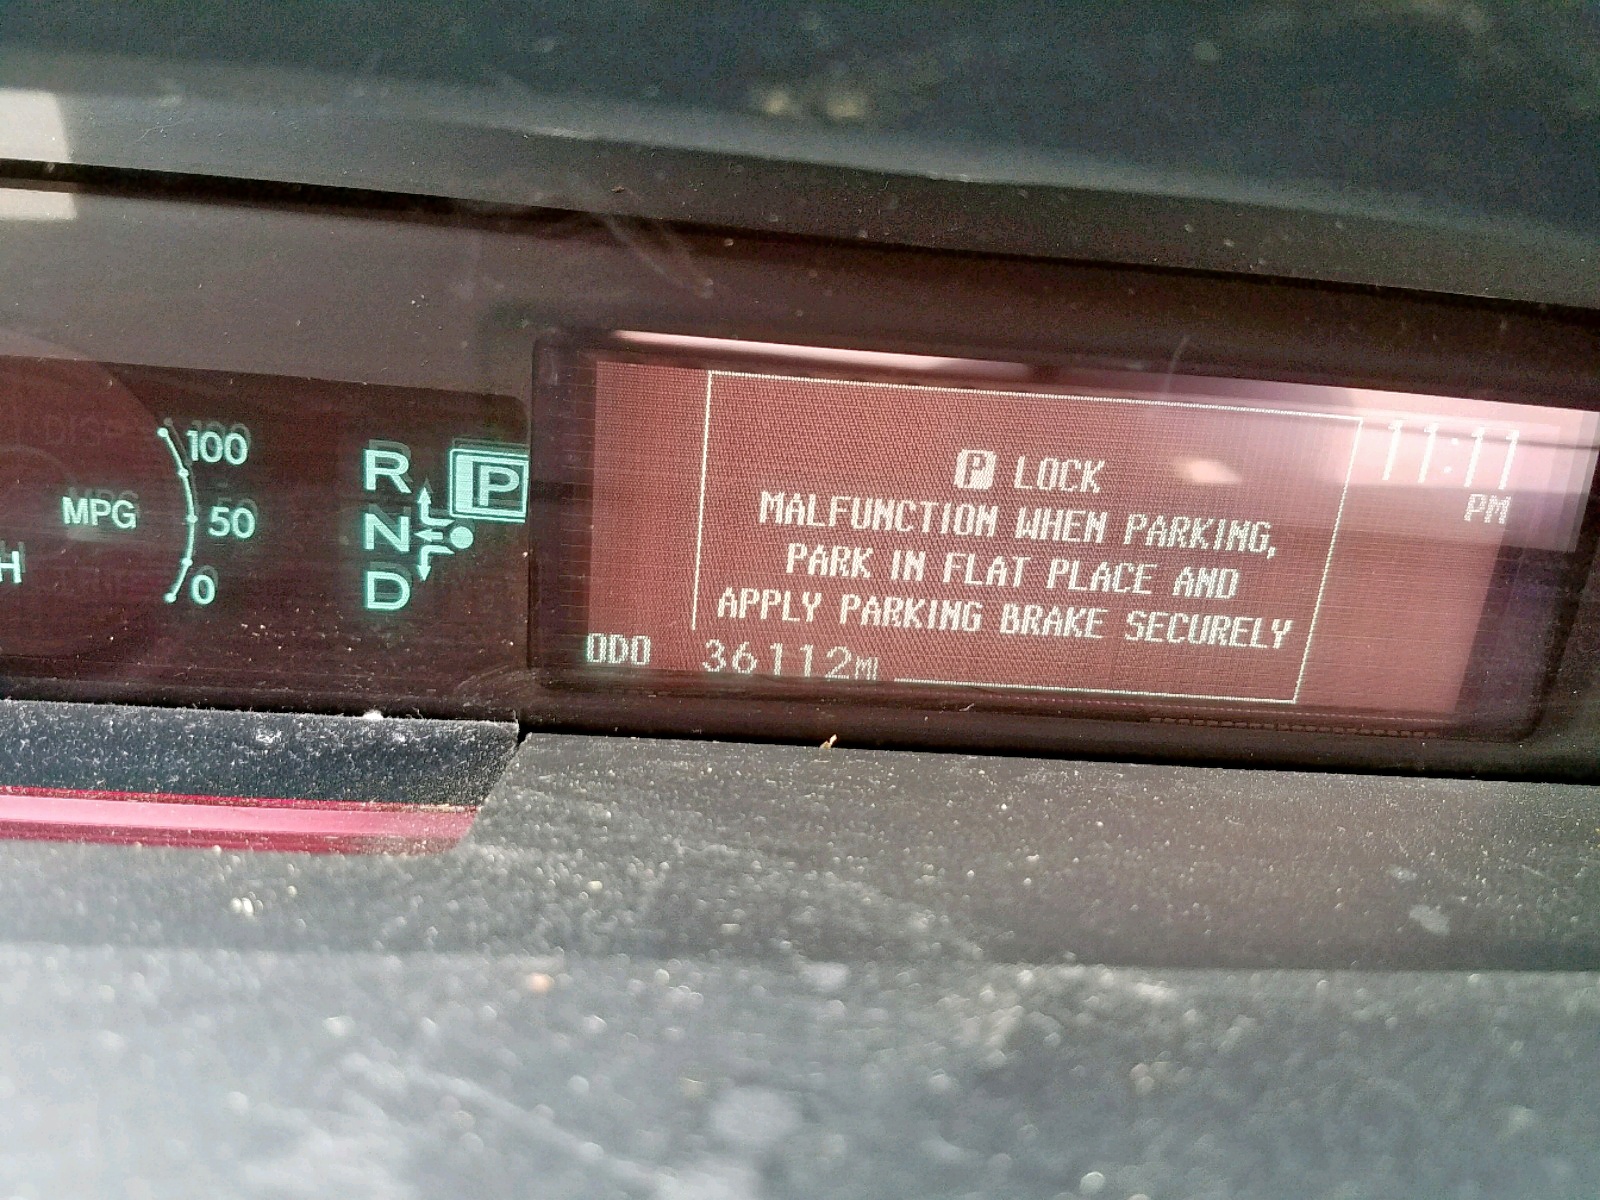 100
MPG
50
0
H
R
N
D
P
P LOCK
MALFUNCTION WHEN PARKING,
PARK IN FLAT PLACE AND
APPLY PARKING BRAKE SECURELY
11:11
PM
ODO 36112MI